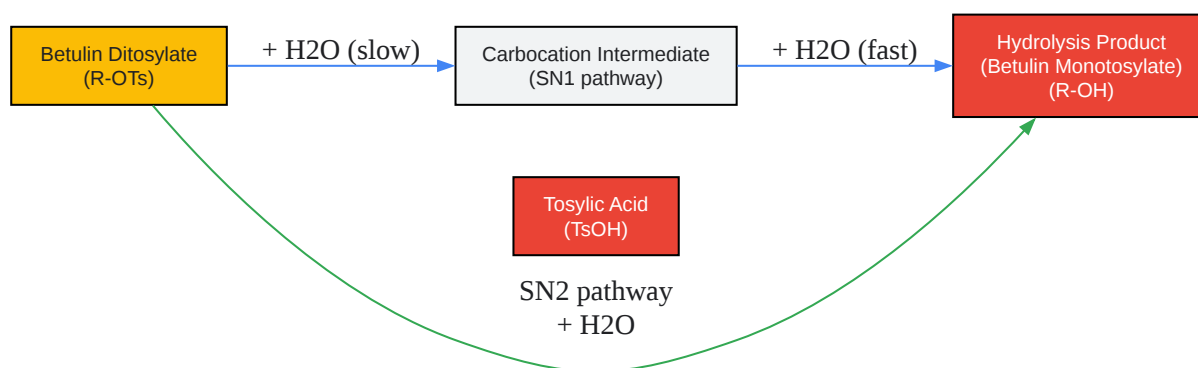 Betulin Ditosylate
(R-OTs)
+ H2O (slow)
Carbocation Intermediate
(SN1 pathway)
+ H2O (fast)
Hydrolysis Product
(Betulin Monotosylate)
(R-OH)
Tosylic Acid
(TsOH)
SN2 pathway
+ H2O